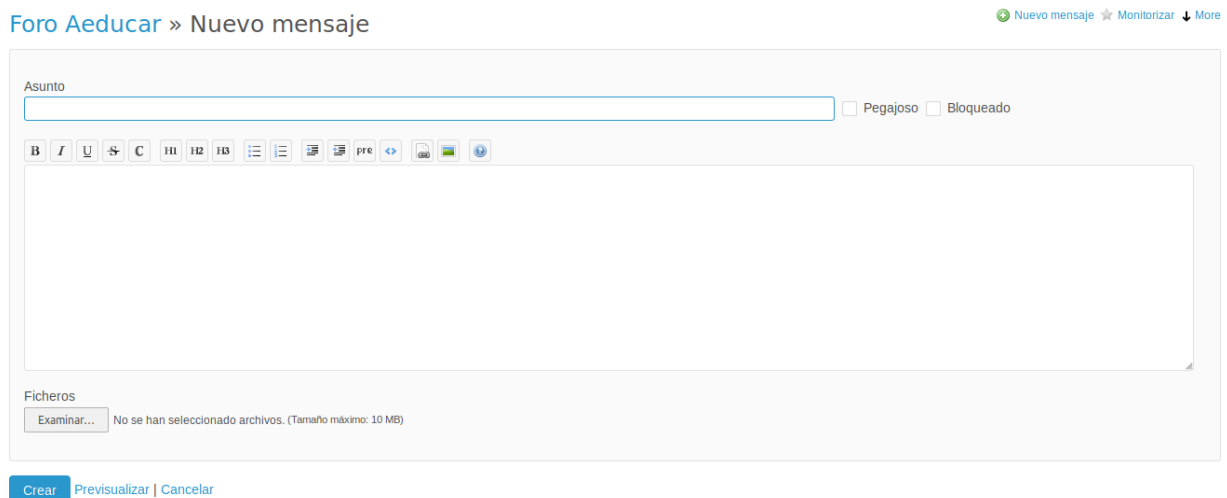 Foro Aeducar » Nuevo mensaje
Nuevo mensaje Monitorizar More
Asunto
Pegajoso Bloqueado
B I U S C H1 H2 H3 pre <>
Ficheros
Examinar... No se han seleccionado archivos. (Tamaño máximo: 10 MB)
Crear Previsualizar | Cancelar